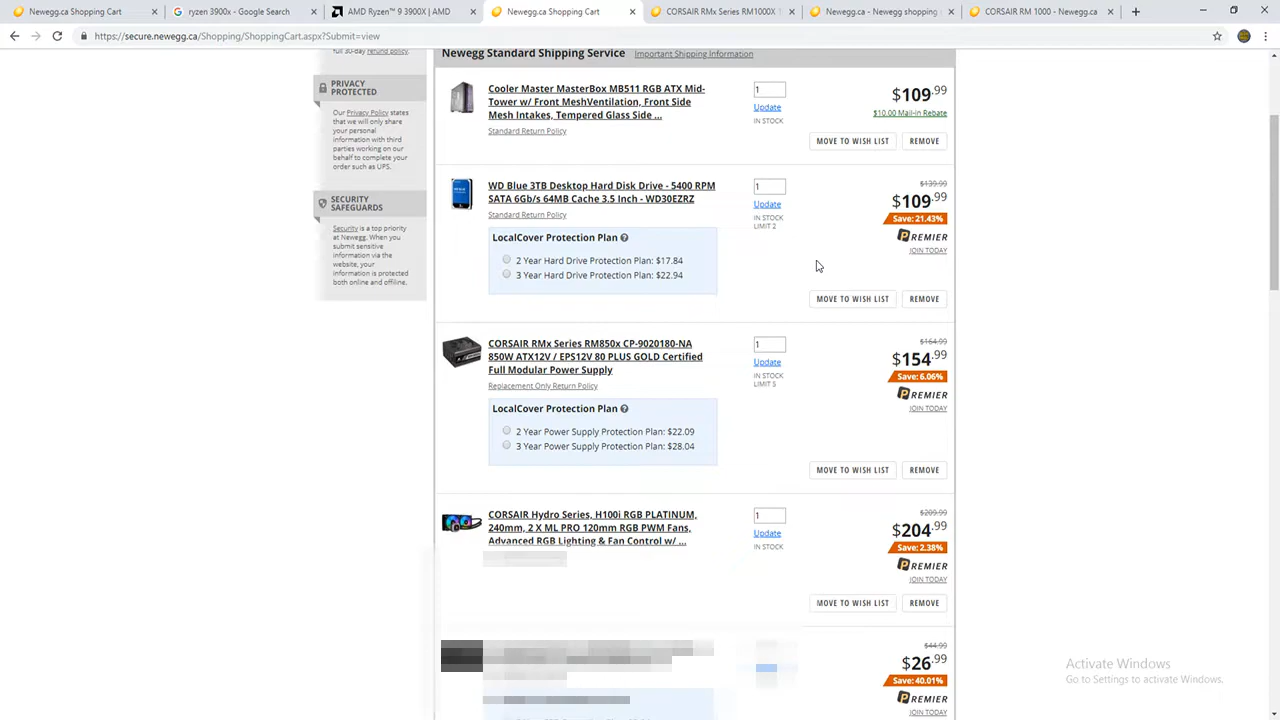 Newegg.ca Shopping Cart
ryzen 3900x - Google Search
AMD Ryzen™ 9 3900X | AMD
Newegg.ca Shopping Cart
CORSAIR RMx Series RM1000X
Newegg.ca - Newegg shopping
CORSAIR RM 1000 - Newegg.ca
https://secure.newegg.ca/Shopping/ShoppingCart.aspx?Submit=view
full 30-day refund policy.
PRIVACY
PROTECTED
Our Privacy Policy states
that we will only share
your personal
information with third
parties working on our
behalf to complete your
order such as UPS.
SECURITY
SAFEGUARDS
Security is a top priority
at Newegg. When you
submit sensitive
information via the
website, your
information is protected
both online and offline.
Newegg Standard Shipping Service Important Shipping Information
Cooler Master MasterBox MB511 RGB ATX Mid-
Tower w/ Front MeshVentilation, Front Side
Mesh Intakes, Tempered Glass Side ...
Standard Return Policy
1
Update
IN STOCK
$109.99
$10.00 Mail-in Rebate
MOVE TO WISH LIST REMOVE
WD Blue 3TB Desktop Hard Disk Drive - 5400 RPM
SATA 6Gb/s 64MB Cache 3.5 Inch - WD30EZRZ
Standard Return Policy
LocalCover Protection Plan ?
2 Year Hard Drive Protection Plan: $17.84
3 Year Hard Drive Protection Plan: $22.94
1
Update
IN STOCK
LIMIT 2
$139.99
$109.99
Save: 21.43%
PREMIER
JOIN TODAY
MOVE TO WISH LIST REMOVE
CORSAIR RMx Series RM850x CP-9020180-NA
850W ATX12V / EPS12V 80 PLUS GOLD Certified
Full Modular Power Supply
Replacement Only Return Policy
LocalCover Protection Plan ?
2 Year Power Supply Protection Plan: $22.09
3 Year Power Supply Protection Plan: $28.04
1
Update
IN STOCK
LIMIT 5
$164.99
$154.99
Save: 6.06%
PREMIER
JOIN TODAY
MOVE TO WISH LIST REMOVE
CORSAIR Hydro Series, H100i RGB PLATINUM,
240mm, 2 X ML PRO 120mm RGB PWM Fans,
Advanced RGB Lighting & Fan Control w/ ...
1
Update
IN STOCK
$209.99
$204.99
Save: 2.38%
PREMIER
JOIN TODAY
MOVE TO WISH LIST REMOVE
$44.99
$26.99
Save: 40.01%
PREMIER
JOIN TODAY
Activate Windows
Go to Settings to activate Windows.